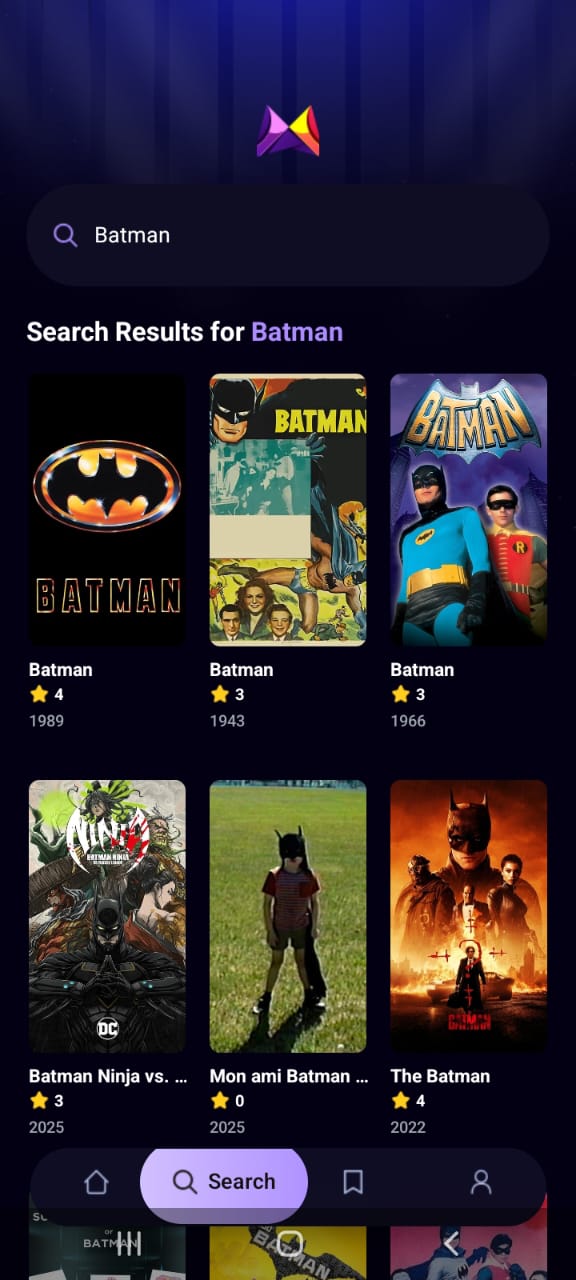 Batman
Search Results for Batman
BATMAN
BATMAN
BATMAN
R
Batman
Batman
Batman
4
3
3
1989
1943
1966
NINJA
BATMAN NINJA
DC
BATMAN
Batman Ninja vs. ...
Mon ami Batman ...
The Batman
3
0
4
2025
2025
2022
Search
OF
BATMAN
BATMAN